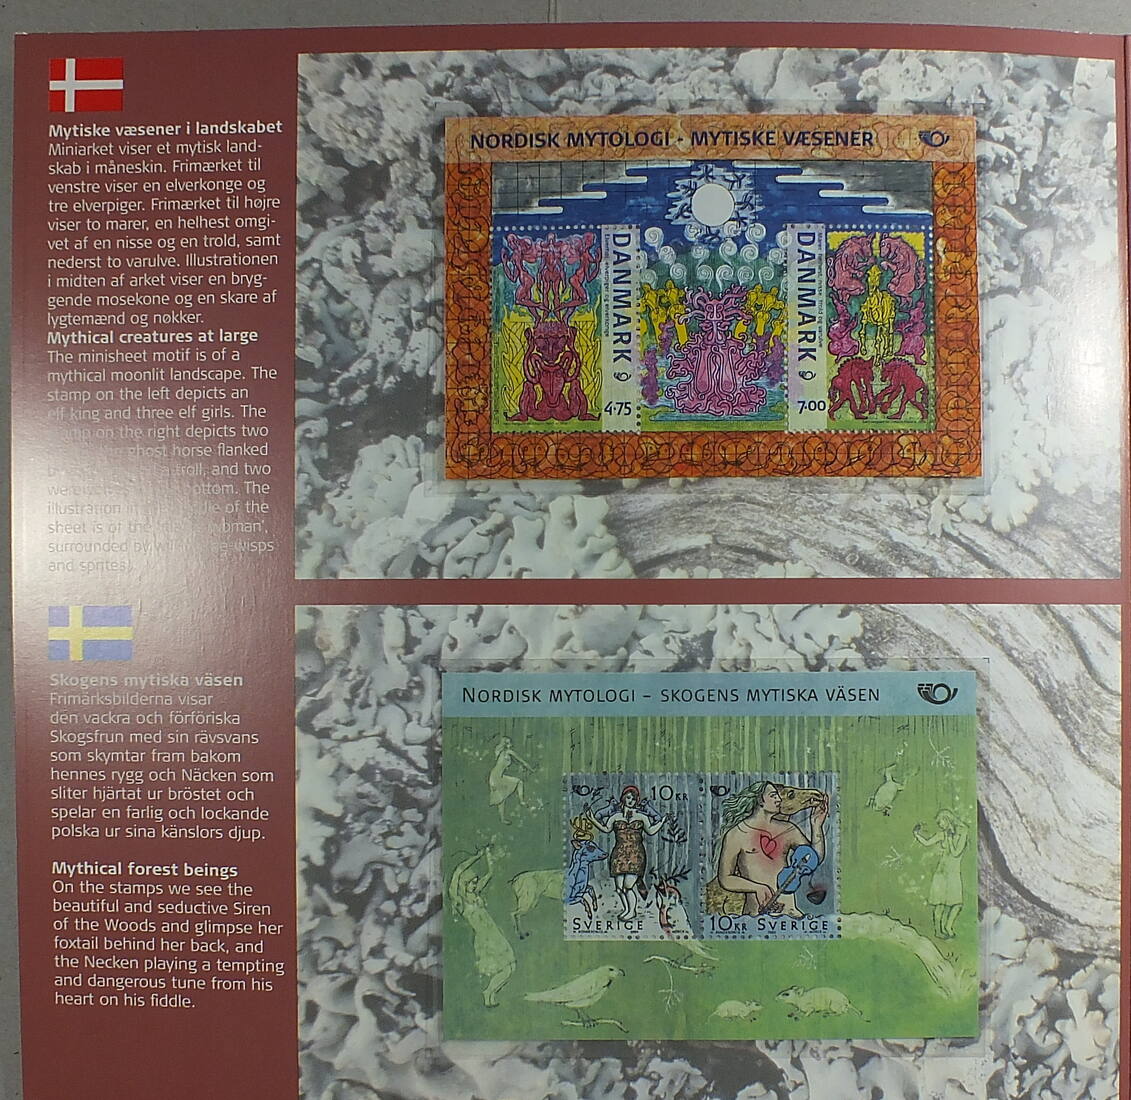 Mytiske væsener i landskabet
Miniarket viser et mytisk land-
skab i måneskin. Frimærket til
venstre viser en elverkonge og
tre elverpiger. Frimærket til højre
viser to marer, en helhest omgi-
vet af en nisse og en trold, samt
nederst to varulve. Illustrationen
i midten af arket viser en bryg-
gende mosekone og en skare af
lygtemænd og nøkker.
Mythical creatures at large
The minisheet motif is of a
mythical moonlit landscape. The
stamp on the left depicts an
elf king and three elf girls. The
stamp on the right depicts two
ghost horse flanked
a troll, and two
bottom. The
illustration in of the
sheet is of the
surrounded by
and sprites.
NORDISK MYTOLOGI - MYTISKE VÆSENER
DANMARK
4.75
DANMARK
7.00
Skogens mytiska väsen
Frimärksbilderna visar
den vackra och förföriska
Skogsfrun med sin rävsvans
som skymtar fram bakom
hennes rygg och Näcken som
sliter hjärtat ur bröstet och
spelar en farlig och lockande
polska ur sina känslors djup.
Mythical forest beings
On the stamps we see the
beautiful and seductive Siren
of the Woods and glimpse her
foxtail behind her back, and
the Necken playing a tempting
and dangerous tune from his
heart on his fiddle.
NORDISK MYTOLOGI – SKOGENS MYTISKA VÄSEN
10 KR
SVERIGE
10 KR SVERIGE